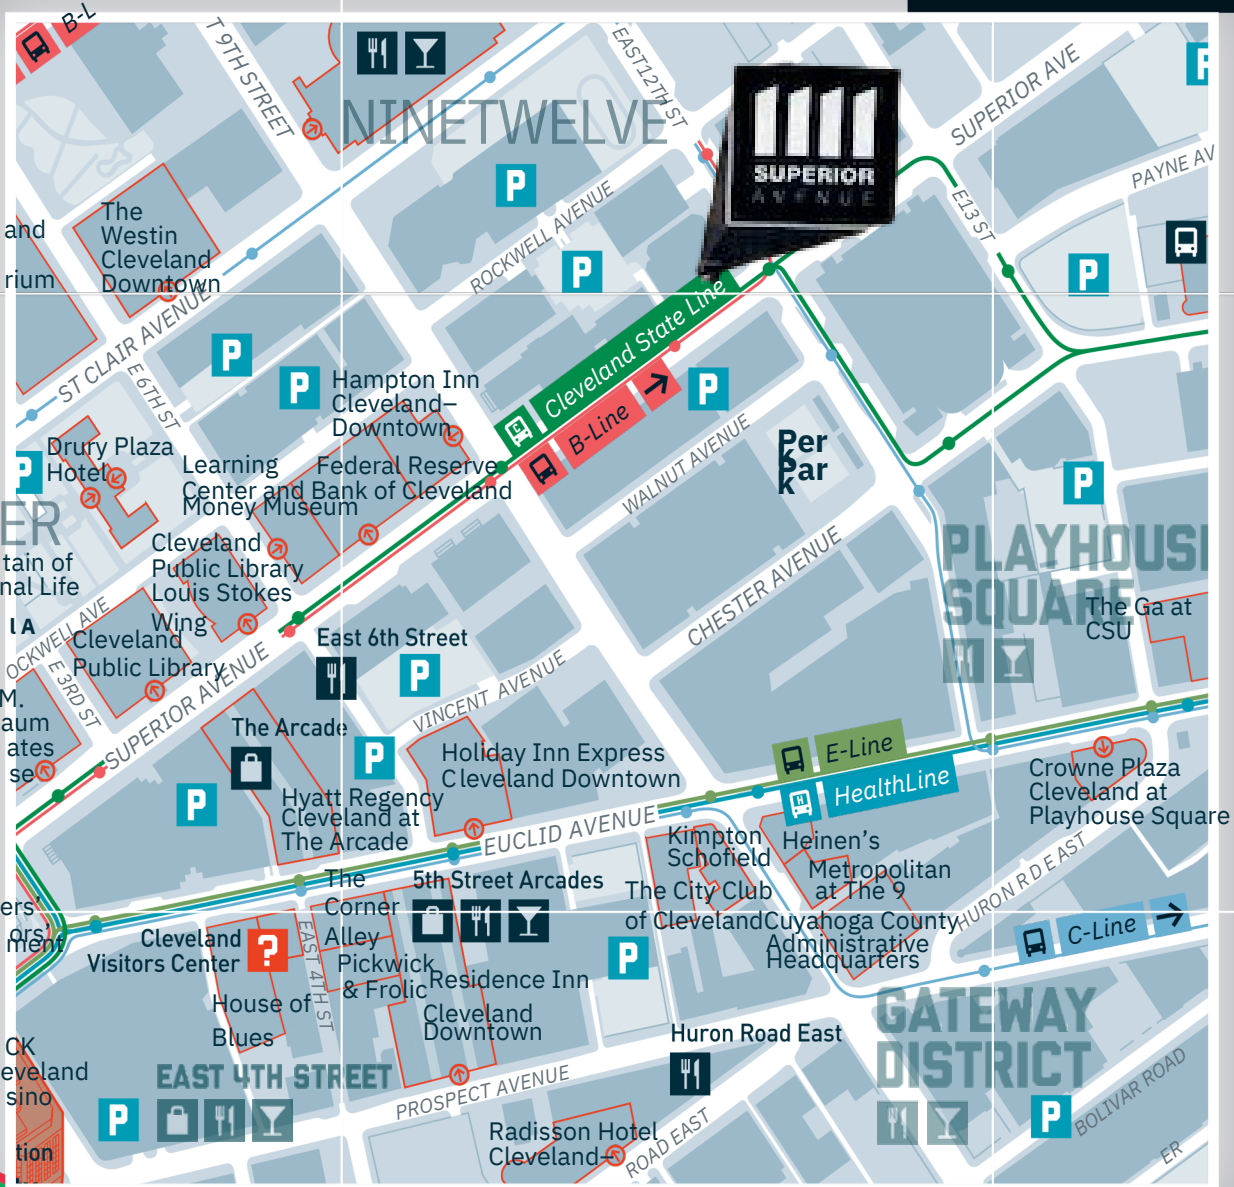 B-L
T 9TH STREET
EAST12TH ST
SUPERIOR AVE
NINETWELVE
P
P
SUPERIOR
AVENUE
PAYNE AV
E13 ST
ROCKWELL AVENUE
and
rium
The
Westin
Cleveland
Downtown
P
P
ST CLAIR AVENUE
E 6TH ST
P
P
Hampton Inn
Cleveland–
Downtown
Cleveland State Line
B-Line
P
WALNUT AVENUE
Per
k
Par
k
P
Drury Plaza
Hotel
P
Learning
Center and
Money Museum
Federal Reserve
Bank of Cleveland
ER
tain of
nal Life
l A
Cleveland
Public Library
Louis Stokes
Wing
OCKWELL AVE
E 3RD ST
Cleveland
Public Library
SUPERIOR AVENUE
East 6th Street
P
VINCENT AVENUE
CHESTER AVENUE
PLAYHOUS
SQUARE
The Ga at
CSU
M.
aum
ates
se
The Arcade
P
P
Hyatt Regency
Cleveland at
The Arcade
Holiday Inn Express
Cleveland Downtown
EUCLID AVENUE
E-Line
H
HealthLine
Crowne Plaza
Cleveland at
Playhouse Square
Kimpton
Schofield
Heinen’s
Metropolitan
at The 9
The City Club
of Cleveland
Cuyahoga County
Administrative
Headquarters
HURON RD EAST
C-Line
The
Corner
Alley
5th Street Arcades
ers’
ors’
ment
Cleveland
Visitors Center
?
EAST 4TH ST
Pickwick
& Frolic
Residence Inn
Cleveland
Downtown
P
House of
Blues
GATEWAY
DISTRICT
Huron Road East
CK
eveland
sino
tion
EAST 4TH STREET
P
PROSPECT AVENUE
P
BOLIVAR ROAD
ER
Radisson Hotel
Cleveland–
ROAD EAST